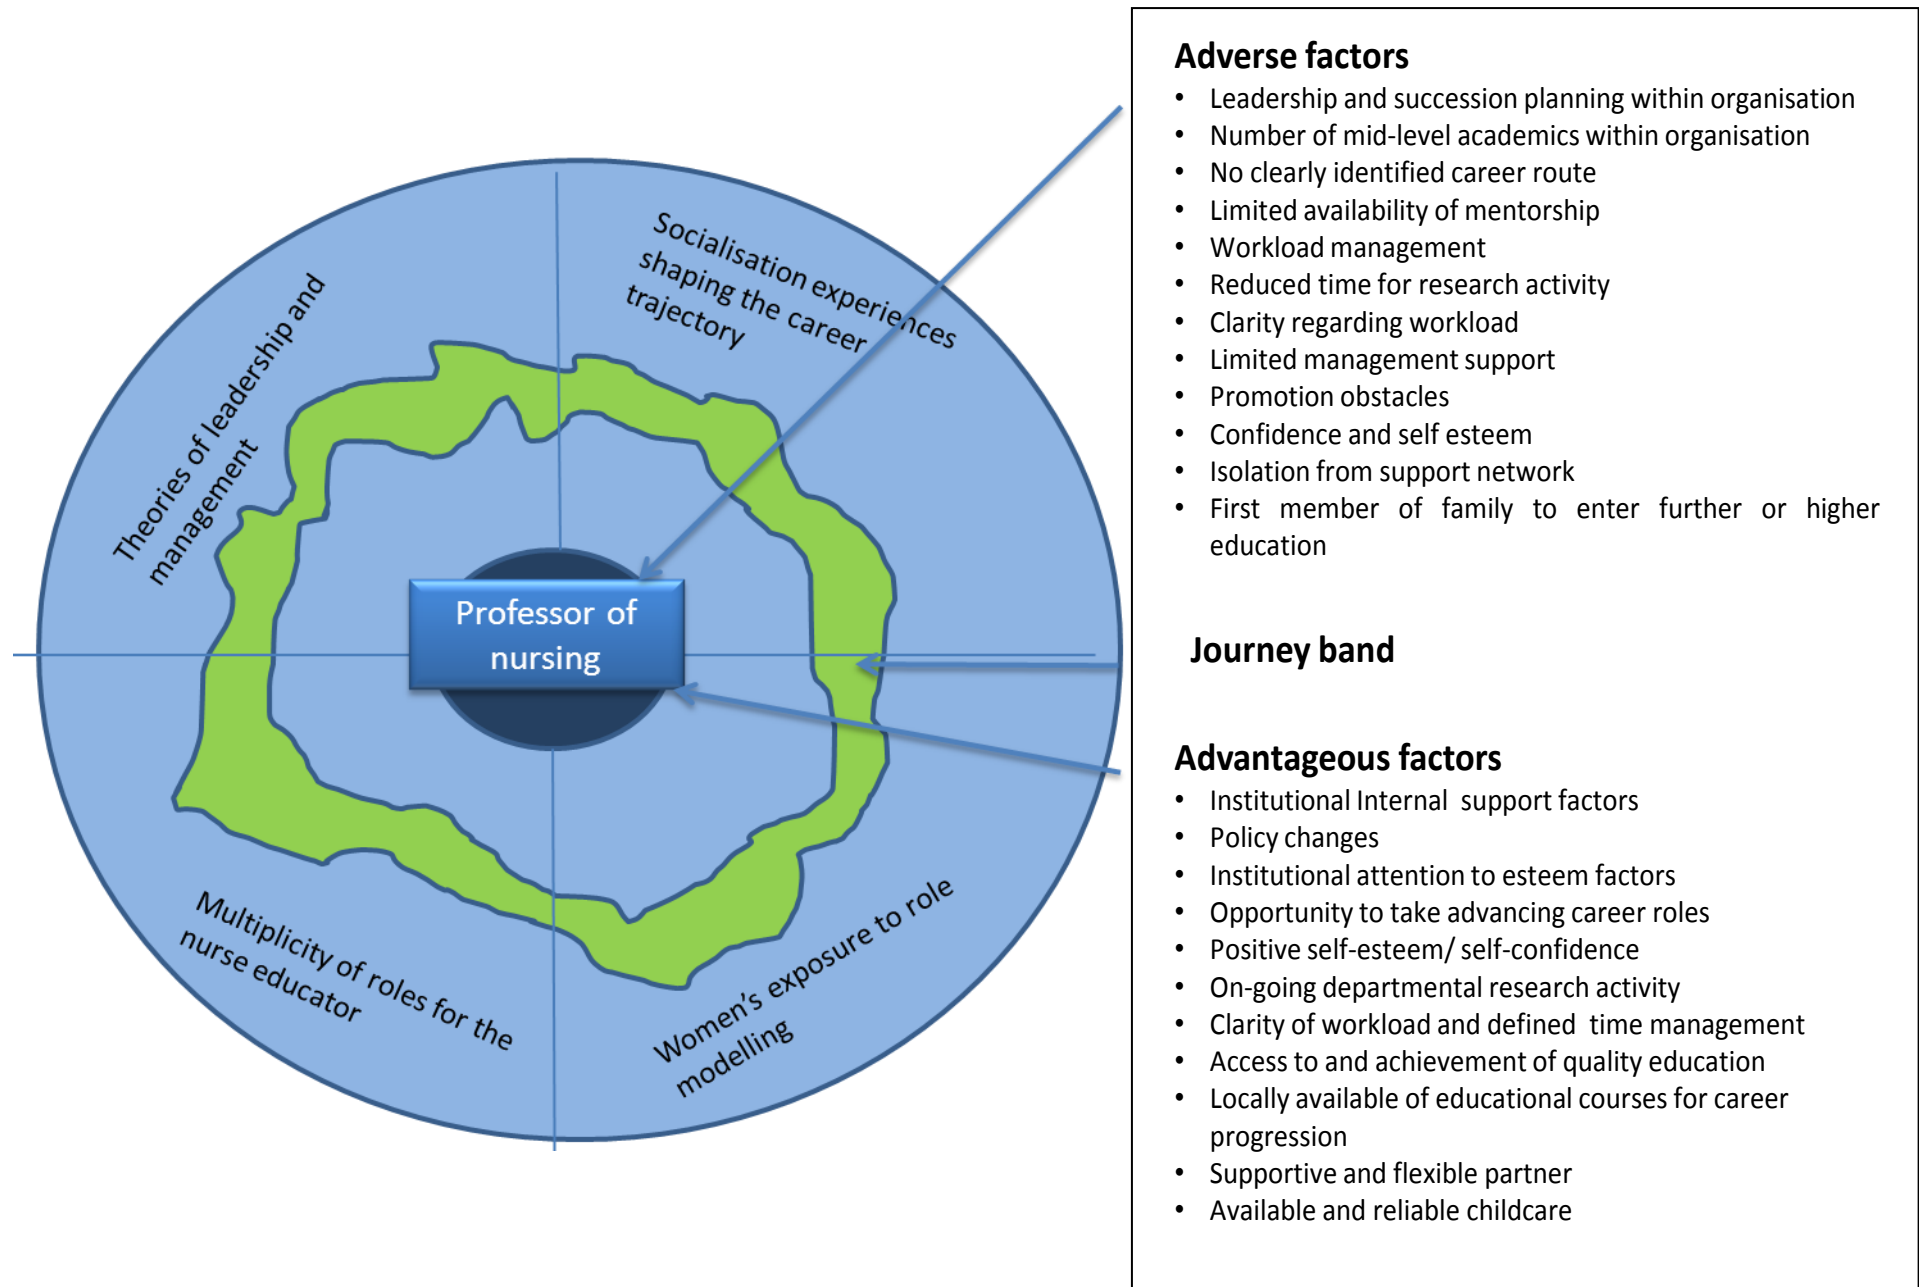 Theories of leadership and
management
Socialisation experiences
shaping the career
trajectory
Professor of
nursing
Multiplicity of roles for the
nurse educator
Women's exposure to role
modelling
Adverse factors
• Leadership and succession planning within organisation
• Number of mid-level academics within organisation
• No clearly identified career route
• Limited availability of mentorship
• Workload management
• Reduced time for research activity
• Clarity regarding workload
• Limited management support
• Promotion obstacles
• Confidence and self esteem
• Isolation from support network
• First member of family to enter further or higher
education
Journey band
Advantageous factors
• Institutional Internal support factors
• Policy changes
• Institutional attention to esteem factors
• Opportunity to take advancing career roles
• Positive self-esteem/ self-confidence
• On-going departmental research activity
• Clarity of workload and defined time management
• Access to and achievement of quality education
• Locally available of educational courses for career
progression
• Supportive and flexible partner
• Available and reliable childcare